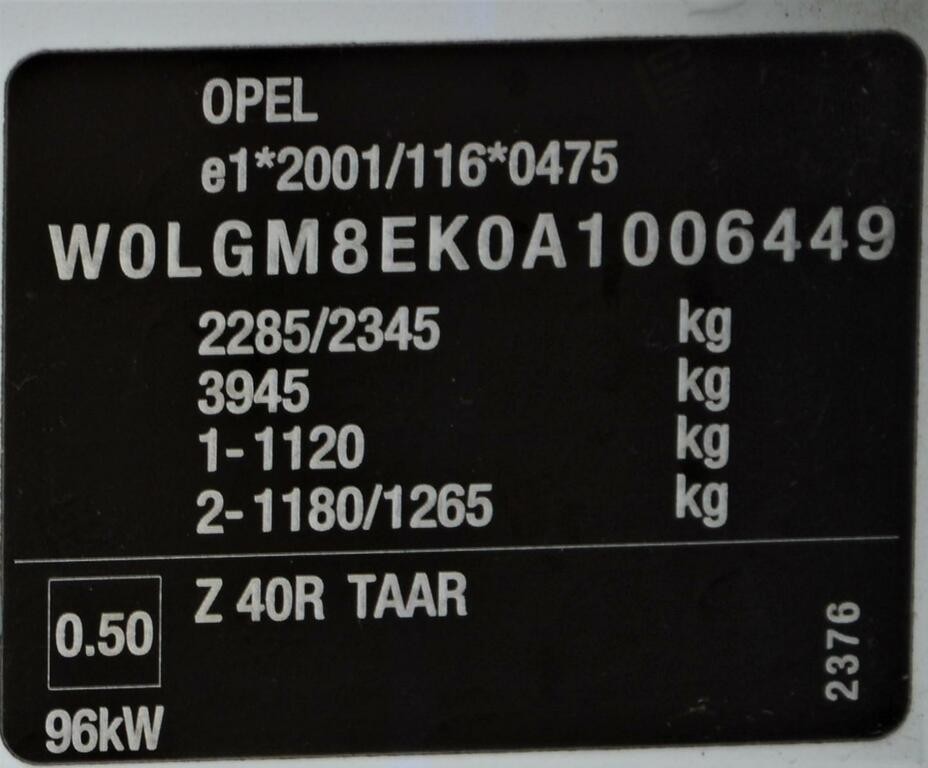 OPEL
e1*2001/116*0475
W0LGM8EK0A1006449
2285/2345 kg
3945 kg
1-1120 kg
2-1180/1265 kg
0.50 Z 40R TAAR
96kW
2376